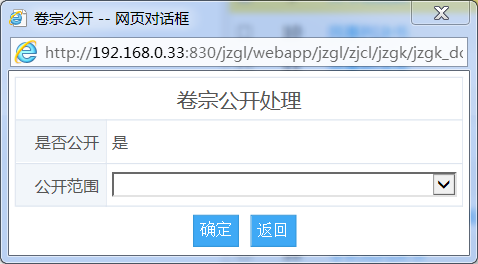 卷宗公开 -- 网页对话框
http://192.168.0.33:830/jzgl/webapp/jzgl/zjcl/jzgk/jzgk_dc
卷宗公开处理
是否公开 是
公开范围
确定 返回